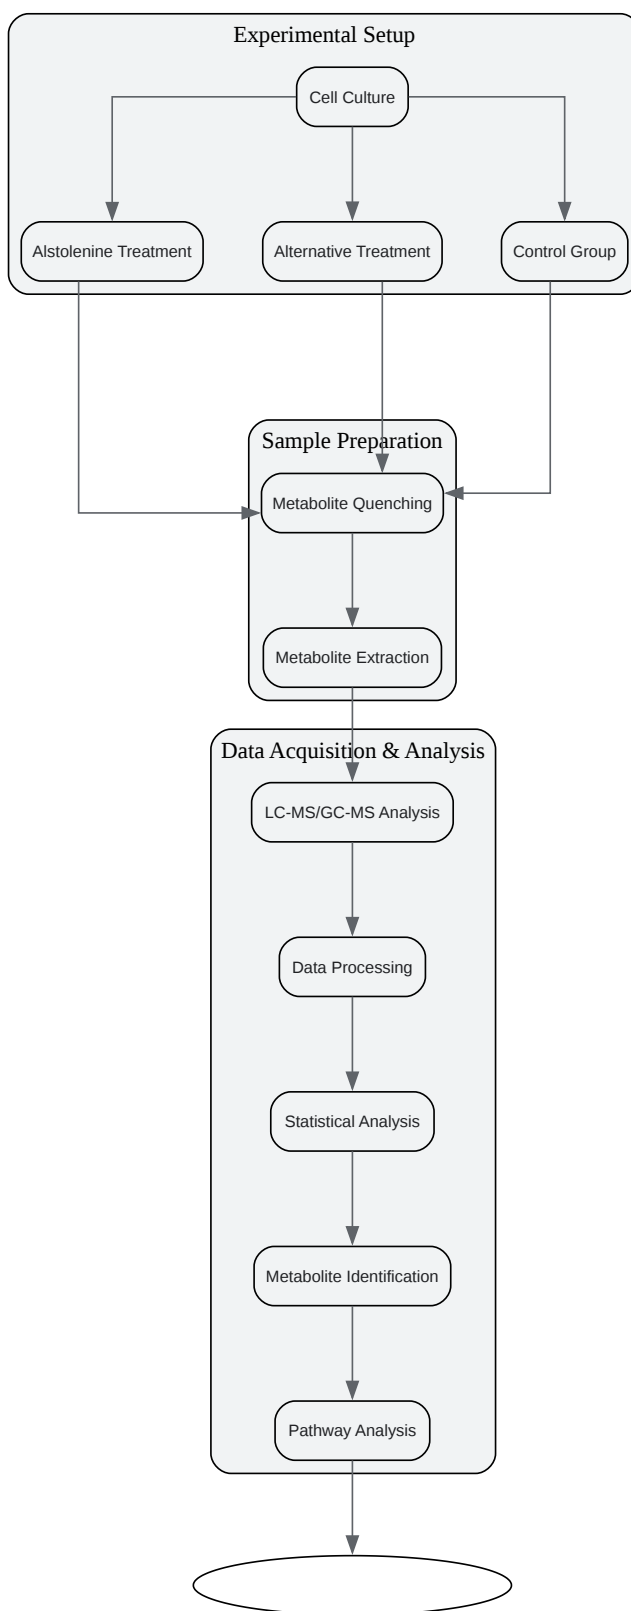 Experimental Setup
Cell Culture
Alstolenine Treatment
Alternative Treatment
Control Group
Sample Preparation
Metabolite Quenching
Metabolite Extraction
Data Acquisition & Analysis
LC-MS/GC-MS Analysis
Data Processing
Statistical Analysis
Metabolite Identification
Pathway Analysis